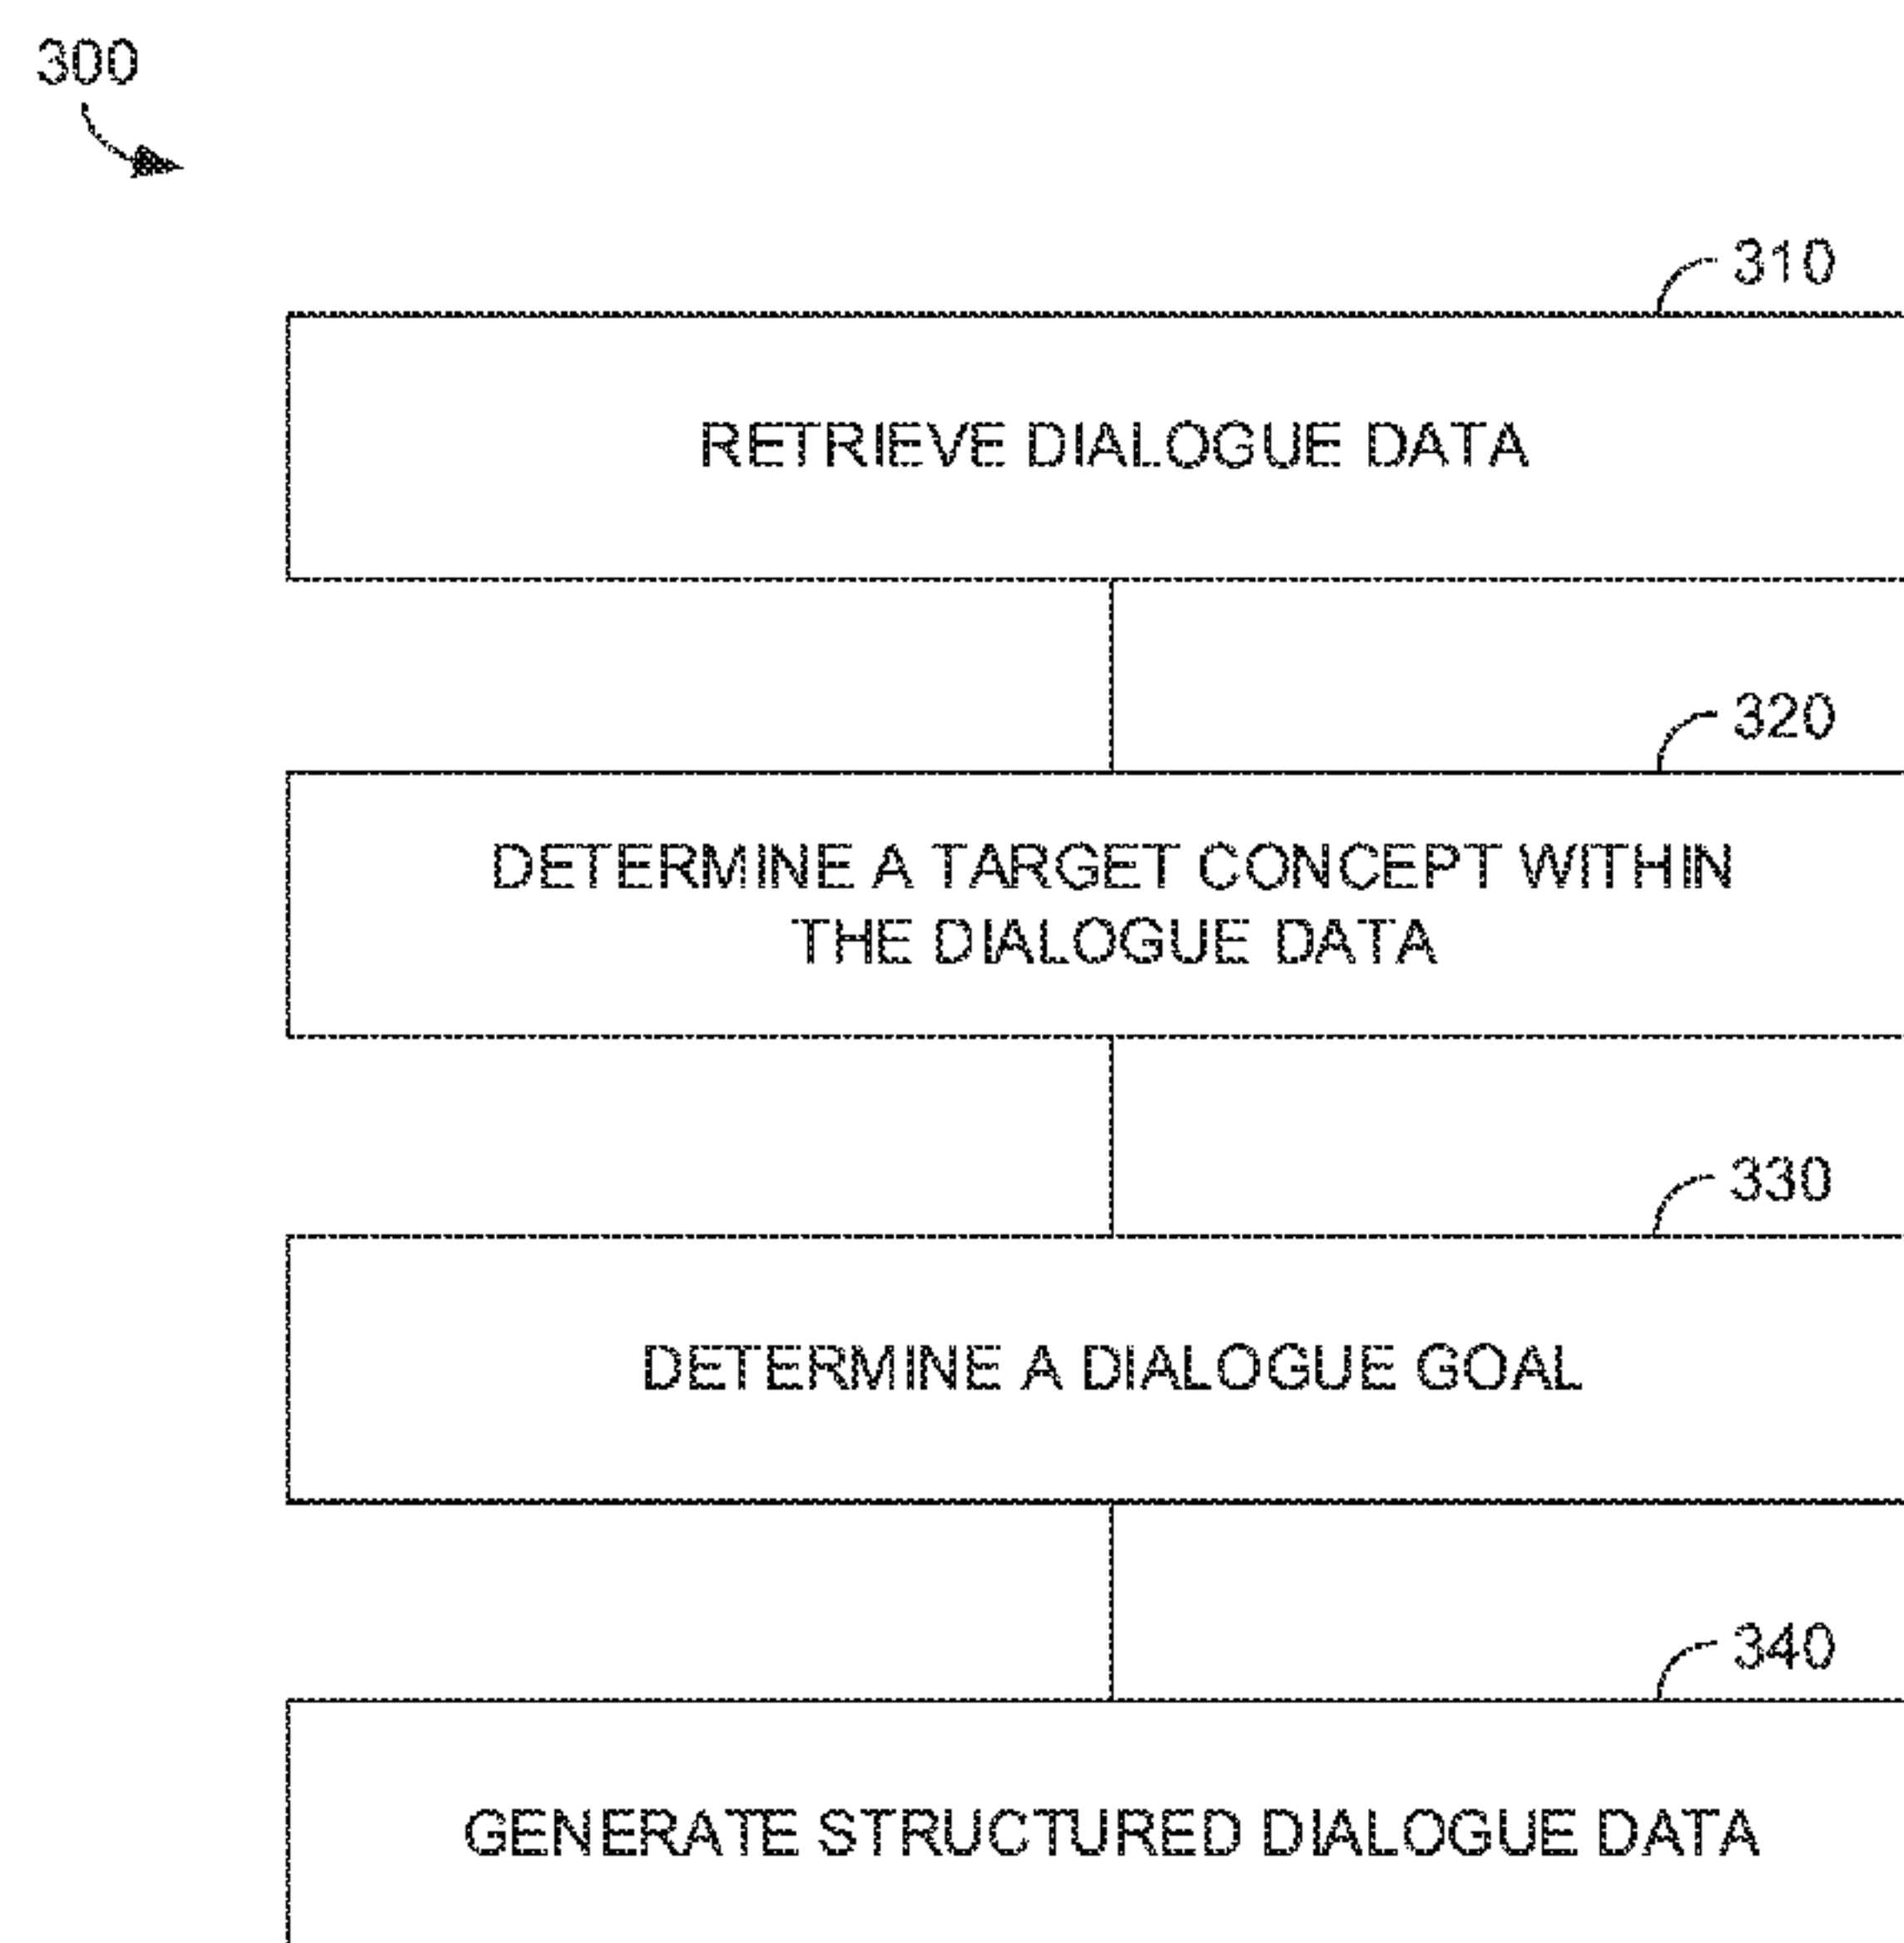 300
310
RETRIEVE DIALOGUE DATA
320
DETERMINE A TARGET CONCEPT WITHIN
THE DIALOGUE DATA
330
DETERMINE A DIALOGUE GOAL
340
GENERATE STRUCTURED DIALOGUE DATA